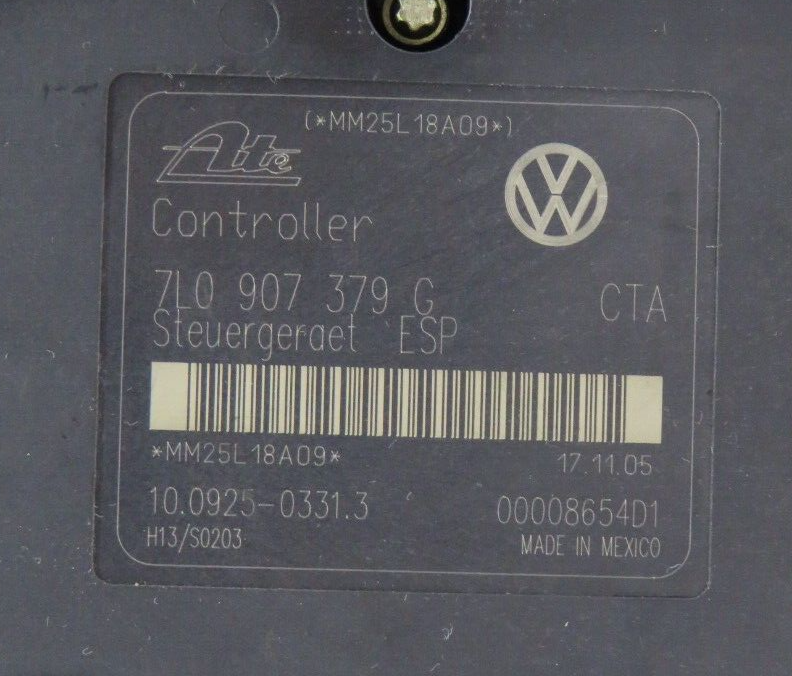 (*MM25L18A09*)
Ate
Controller
7L0 907 379 G CTA
Steuergeraet ESP
*MM25L18A09* 17.11.05
10.0925-0331.3 00008654D1
H13/S0203 MADE IN MEXICO